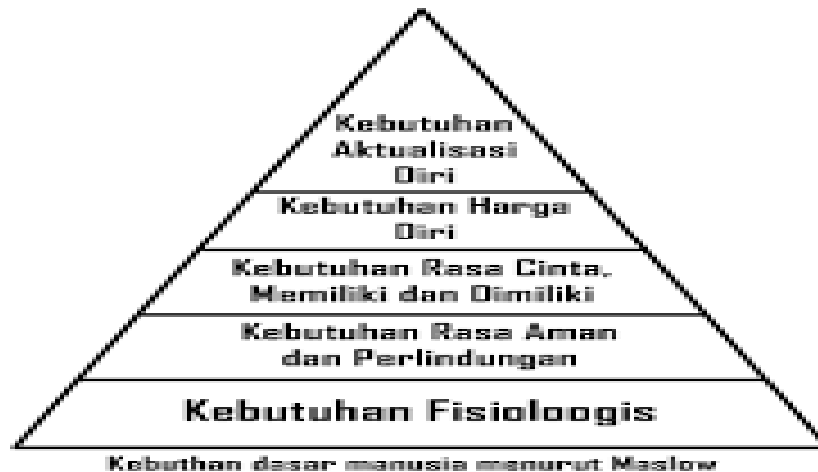 Kebutuhan
Aktualisasi
Diri
Kebutuhan Harga
Diri
Kebutuhan Rasa Cinta,
Memiliki dan Dimiliki
Kebutuhan Rasa Aman
dan Perlindungan
Kebutuhan Fisioloogis
Kebuthan dasar manusia menurut Maslow